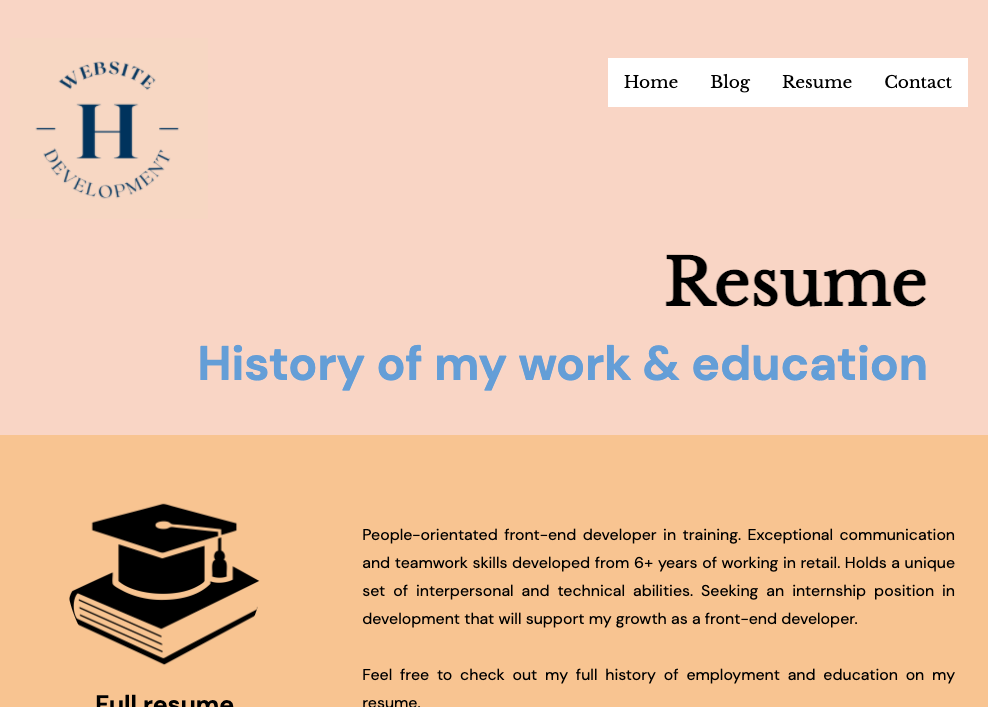 WEBSITE
H
DEVELOPMENT
Home Blog Resume Contact
Resume
History of my work & education
People-orientated front-end developer in training. Exceptional communication
and teamwork skills developed from 6+ years of working in retail. Holds a unique
set of interpersonal and technical abilities. Seeking an internship position in
development that will support my growth as a front-end developer.
Feel free to check out my full history of employment and education on my
resume.
Full resume